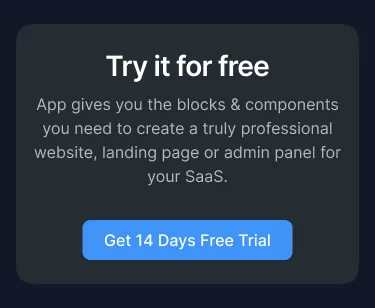 Try it for free
App gives you the blocks & components
you need to create a truly professional
website, landing page or admin panel for
your SaaS.
Get 14 Days Free Trial